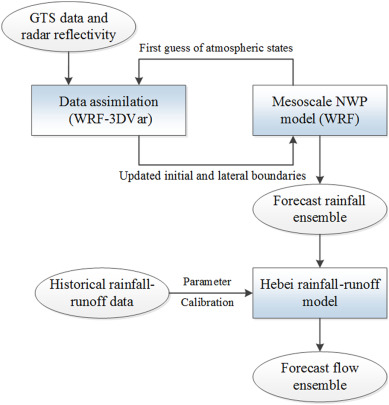 GTS data and
radar reflectivity
First guess of atmospheric states
Data assimilation
(WRF-3DVar)
Mesoscale NWP
model (WRF)
Updated initial and lateral boundaries
Forecast rainfall
ensemble
Historical rainfall-
runoff data
Parameter
Calibration
Hebei rainfall-runoff
model
Forecast flow
ensemble